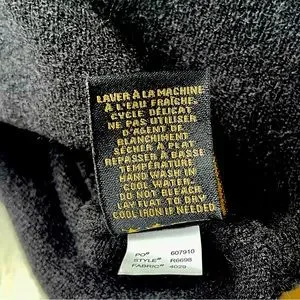 LAVER À LA MACHINE
À L'EAU FRAÎCHE,
CYCLE DÉLICAT.
NE PAS UTILISER
D'AGENT DE
BLANCHIMENT
SÉCHER À PLAT
REPASSER À BASSE
TEMPÉRATURE
HAND WASH IN
COOL WATER.
DO NOT BLEACH
LAY FLAT TO DRY
COOL IRON IF NEEDED
PO# 607910
STYLE# R6698
FABRIC# 4029